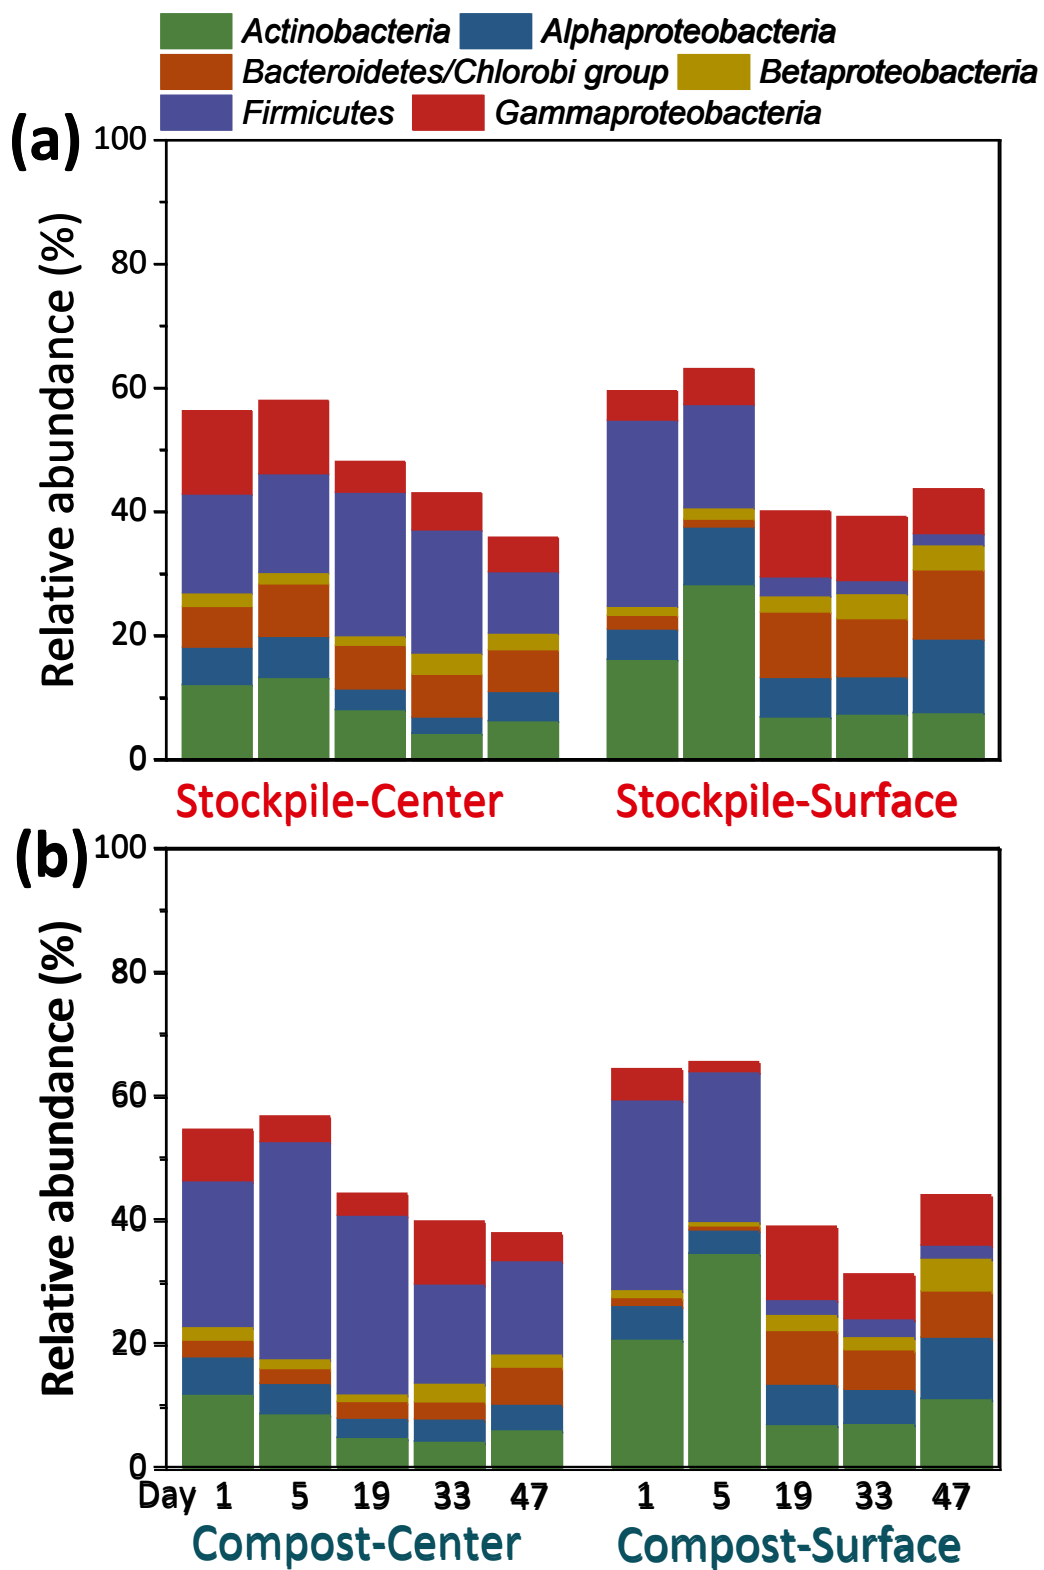 Actinobacteria Alphaproteobacteria
Bacteroidetes/Chlorobi group Betaproteobacteria
Firmicutes Gammaproteobacteria
(a)
100
80
60
40
20
0
Relative abundance (%)
Stockpile-Center Stockpile-Surface
(b)
100
80
60
40
20
0
Relative abundance (%)
Day 1 5 19 33 47 1 5 19 33 47
Compost-Center Compost-Surface